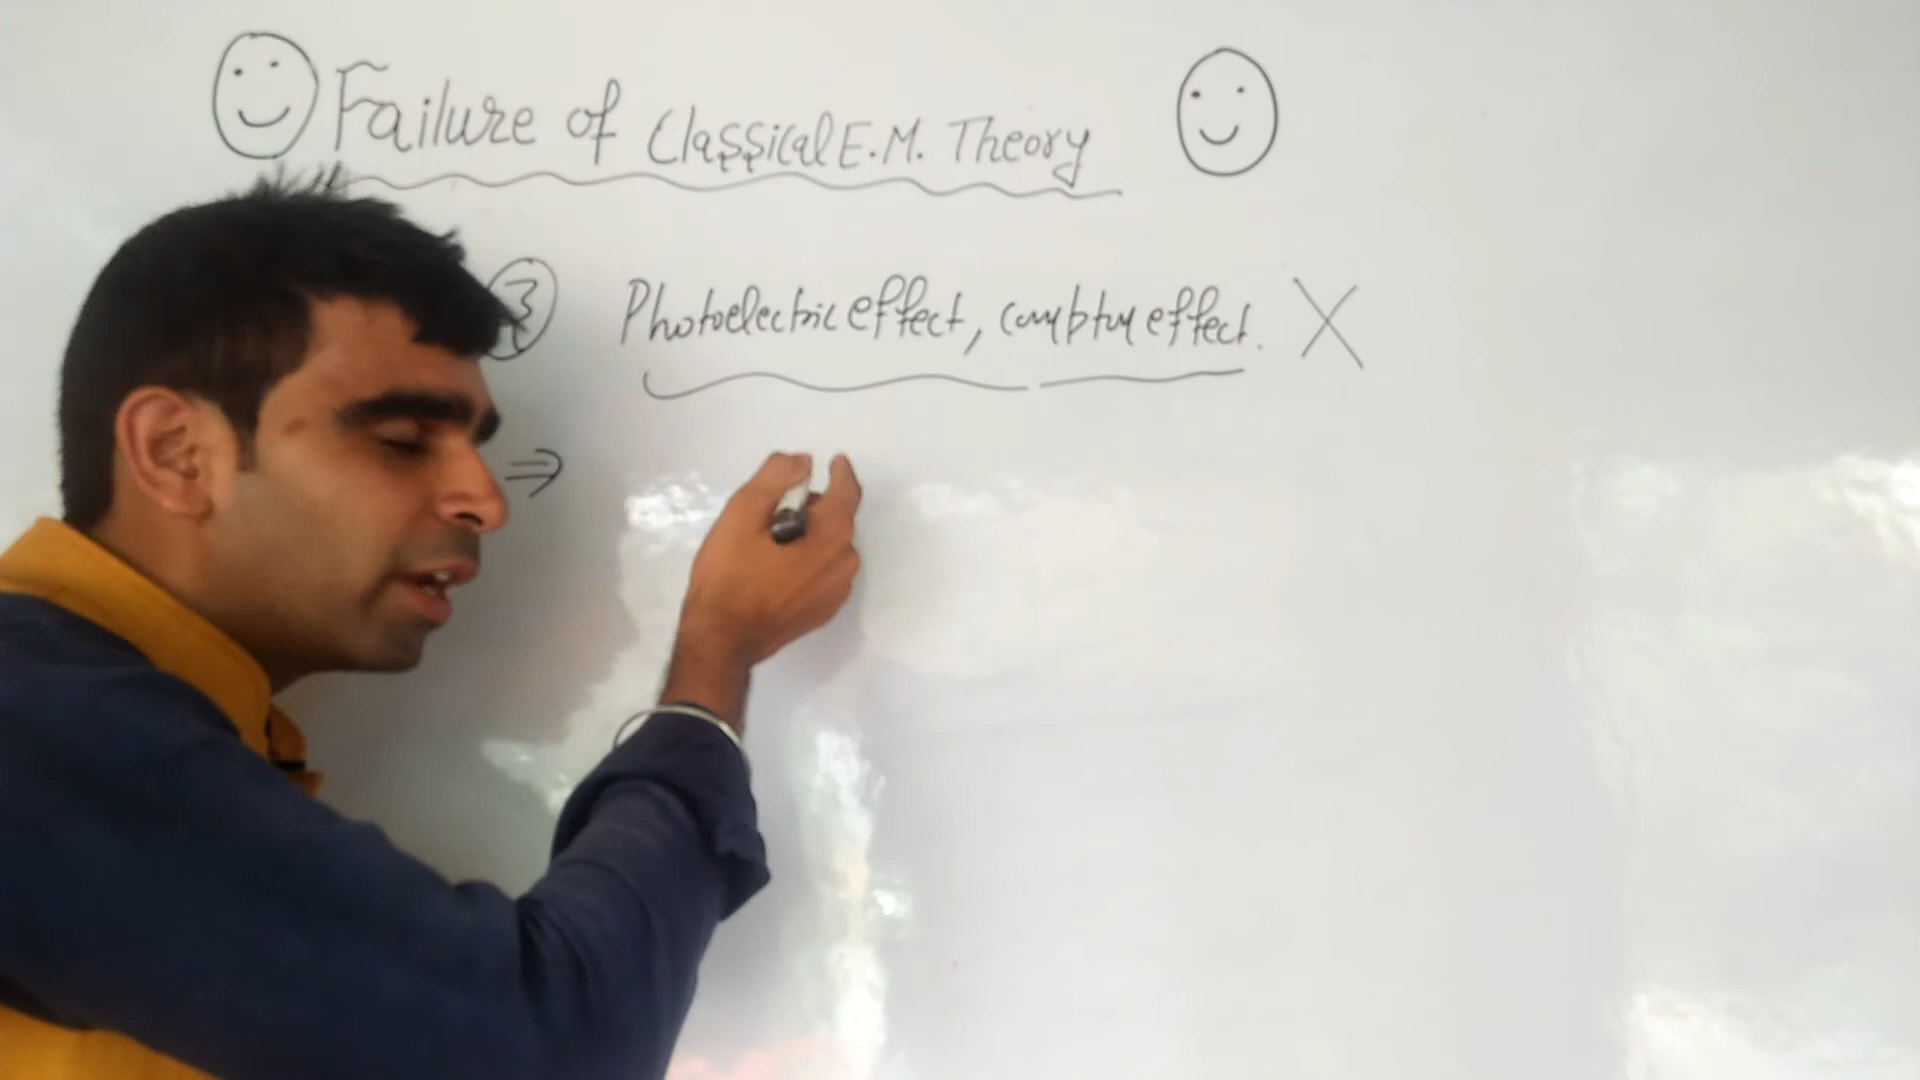 Failure of Classical E.M. Theory
③ Photoelectric effect, compton effect. X
⇒